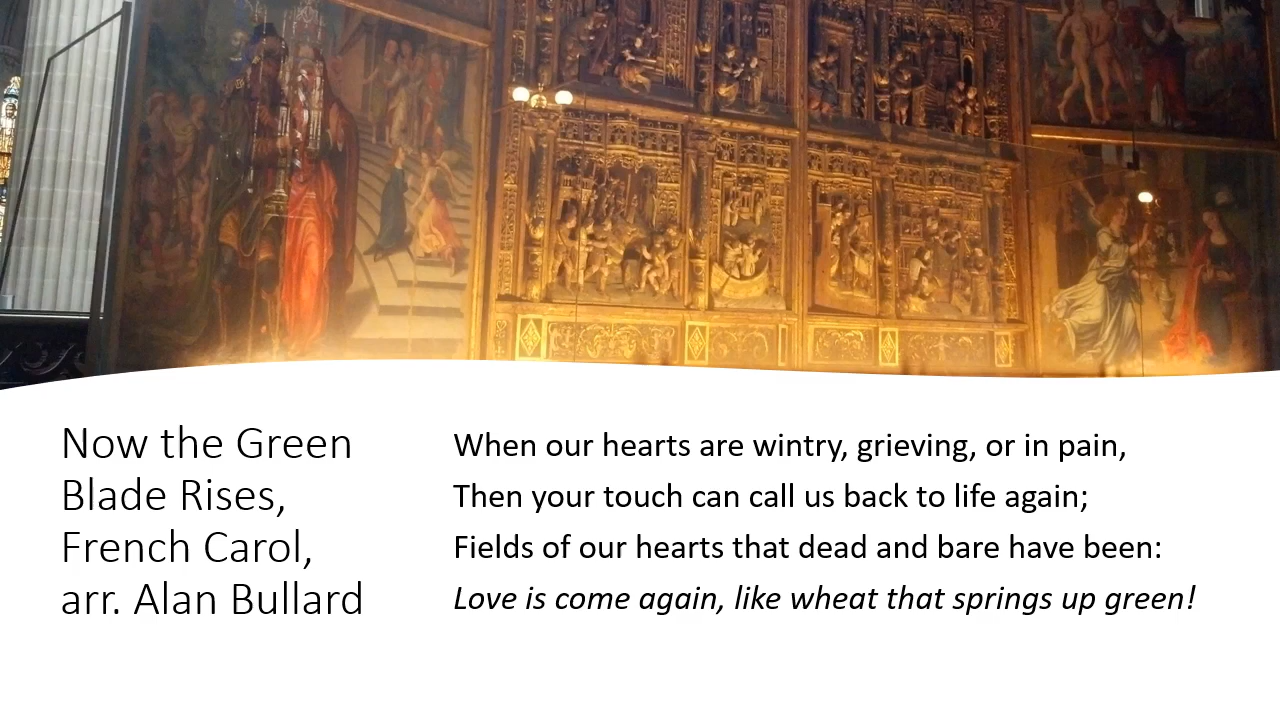 Now the Green
Blade Rises,
French Carol,
arr. Alan Bullard
When our hearts are wintry, grieving, or in pain,
Then your touch can call us back to life again;
Fields of our hearts that dead and bare have been:
Love is come again, like wheat that springs up green!